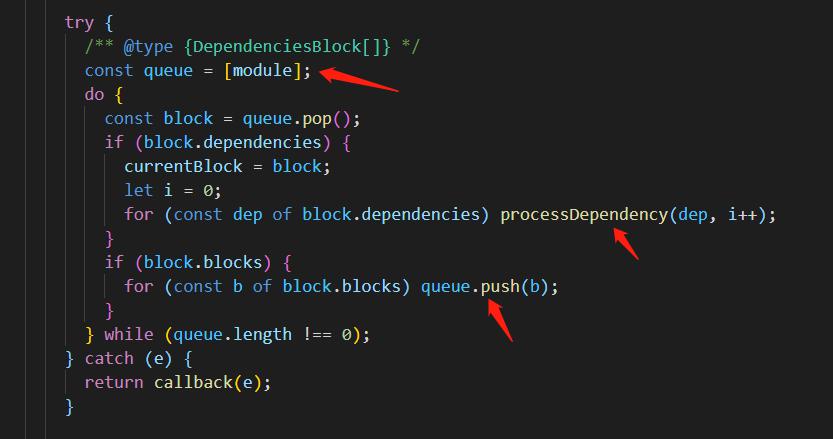 try {
/** @type {DependenciesBlock[]} */
const queue = [module];
do {
const block = queue.pop();
if (block.dependencies) {
currentBlock = block;
let i = 0;
for (const dep of block.dependencies) processDependency(dep, i++);
}
if (block.blocks) {
for (const b of block.blocks) queue.push(b);
}
} while (queue.length !== 0);
} catch (e) {
return callback(e);
}